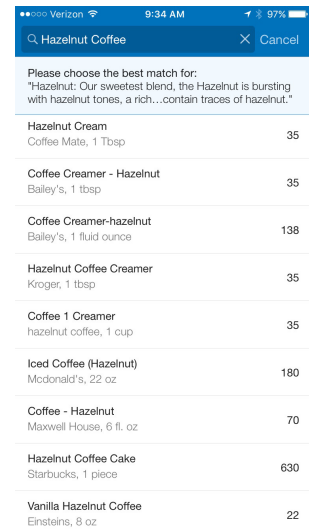 ●●○○○ Verizon 9:34 AM 97%
Hazelnut Coffee Cancel
Please choose the best match for:
"Hazelnut: Our sweetest blend, the Hazelnut is bursting
with hazelnut tones, a rich…contain traces of hazelnut."
Hazelnut Cream
Coffee Mate, 1 Tbsp
35
Coffee Creamer - Hazelnut
Bailey's, 1 tbsp
35
Coffee Creamer-hazelnut
Bailey's, 1 fluid ounce
138
Hazelnut Coffee Creamer
Kroger, 1 tbsp
35
Coffee 1 Creamer
hazelnut coffee, 1 cup
35
Iced Coffee (Hazelnut)
Mcdonald's, 22 oz
180
Coffee - Hazelnut
Maxwell House, 6 fl. oz
70
Hazelnut Coffee Cake
Starbucks, 1 piece
630
Vanilla Hazelnut Coffee
Einsteins, 8 oz
22